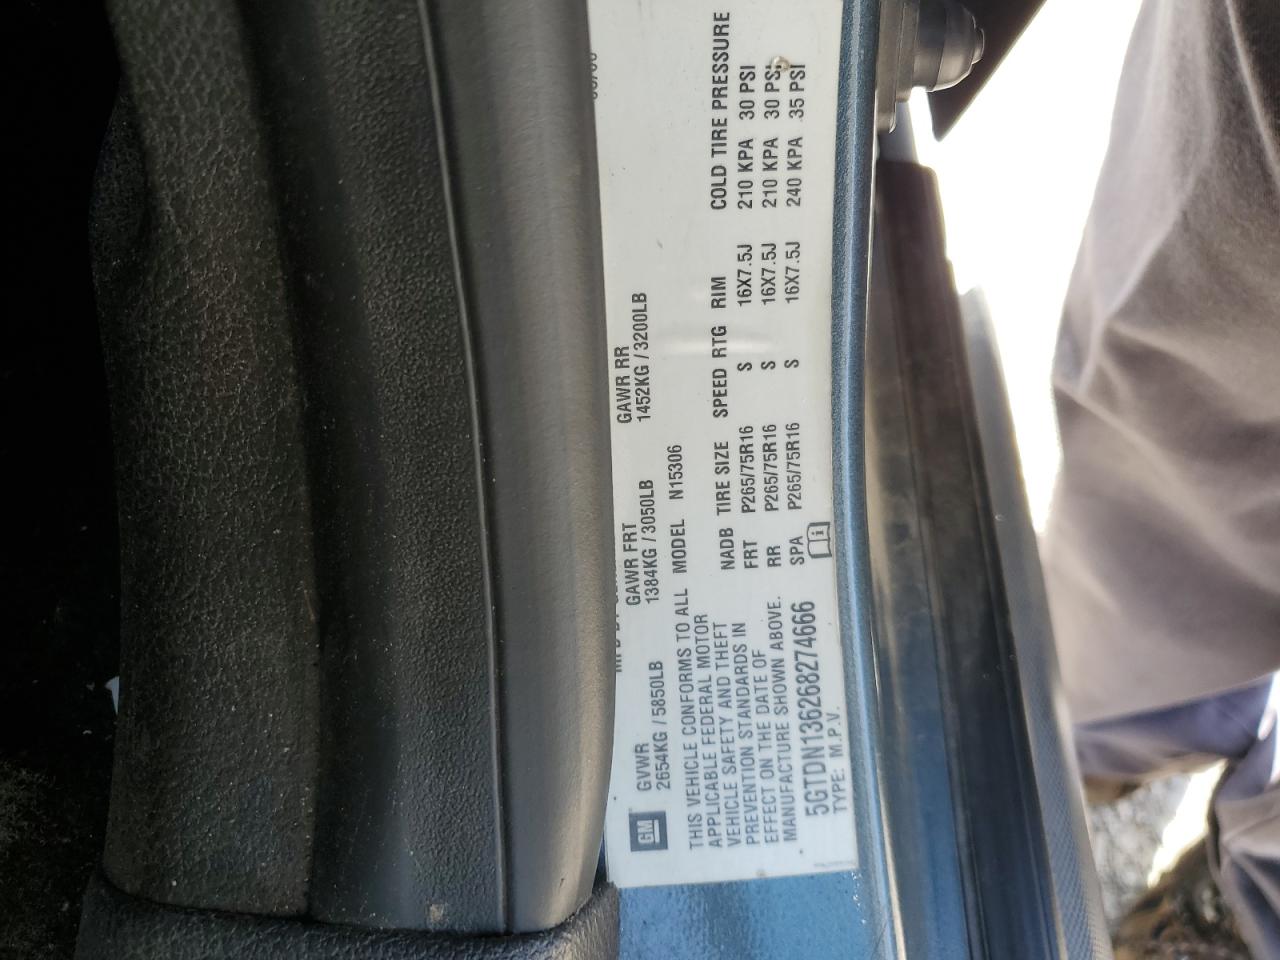 GM
GVWR GAWR FRT GAWR RR
2654KG / 5850LB 1384KG / 3050LB 1452KG / 3200LB
THIS VEHICLE CONFORMS TO ALL
APPLICABLE FEDERAL MOTOR
VEHICLE SAFETY AND THEFT
PREVENTION STANDARDS IN
EFFECT ON THE DATE OF
MANUFACTURE SHOWN ABOVE.
5GTDN136268274666
TYPE: M.P.V.
MODEL N15306
NADB TIRE SIZE SPEED RTG RIM COLD TIRE PRESSURE
FRT P265/75R16 S 16X7.5J 210 KPA 30 PSI
RR P265/75R16 S 16X7.5J 210 KPA 30 PSI
SPA P265/75R16 S 16X7.5J 240 KPA 35 PSI